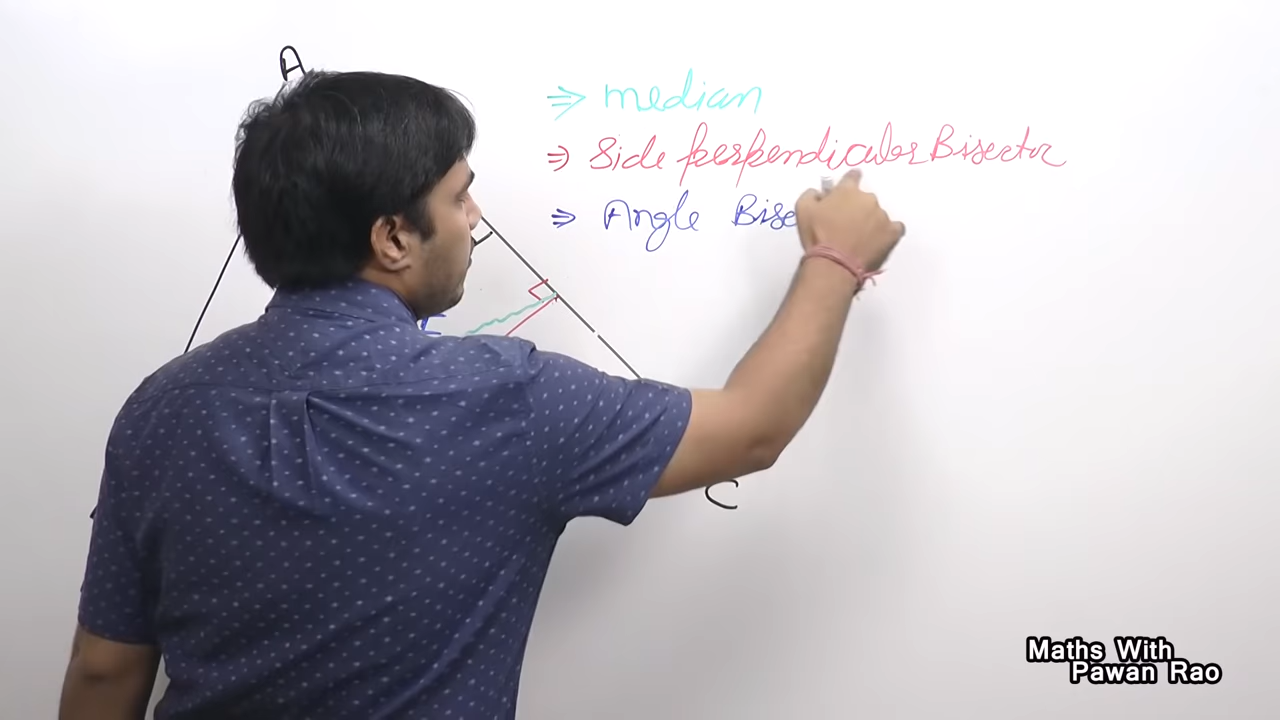 A
⇒ median
⇒ Side perpendicular Bisector
⇒ Angle Bise
C
Maths With
Pawan Rao